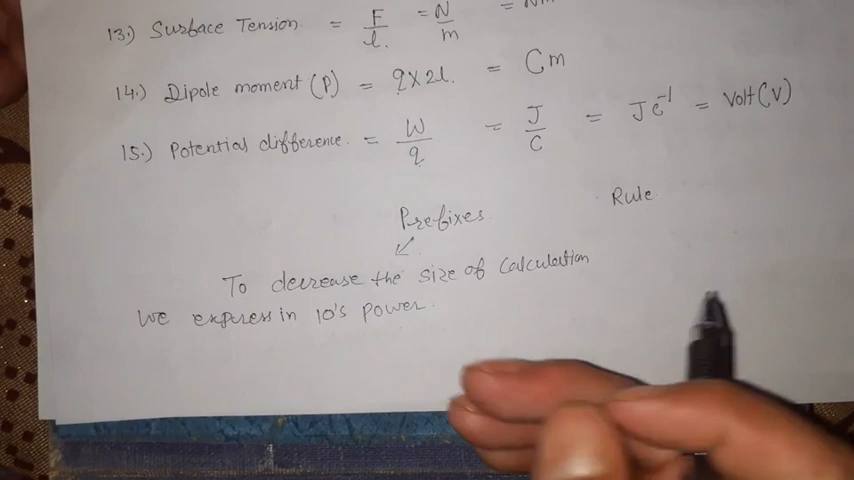 13.) Surface Tension = F/l. = N/m =
14.) Dipole moment (P) = q×2l. = Cm
15.) Potential difference = W/q = J/C = JC⁻¹ = Volt(V)
Prefixes Rule
To decrease the size of Calculation
We express in 10's power.